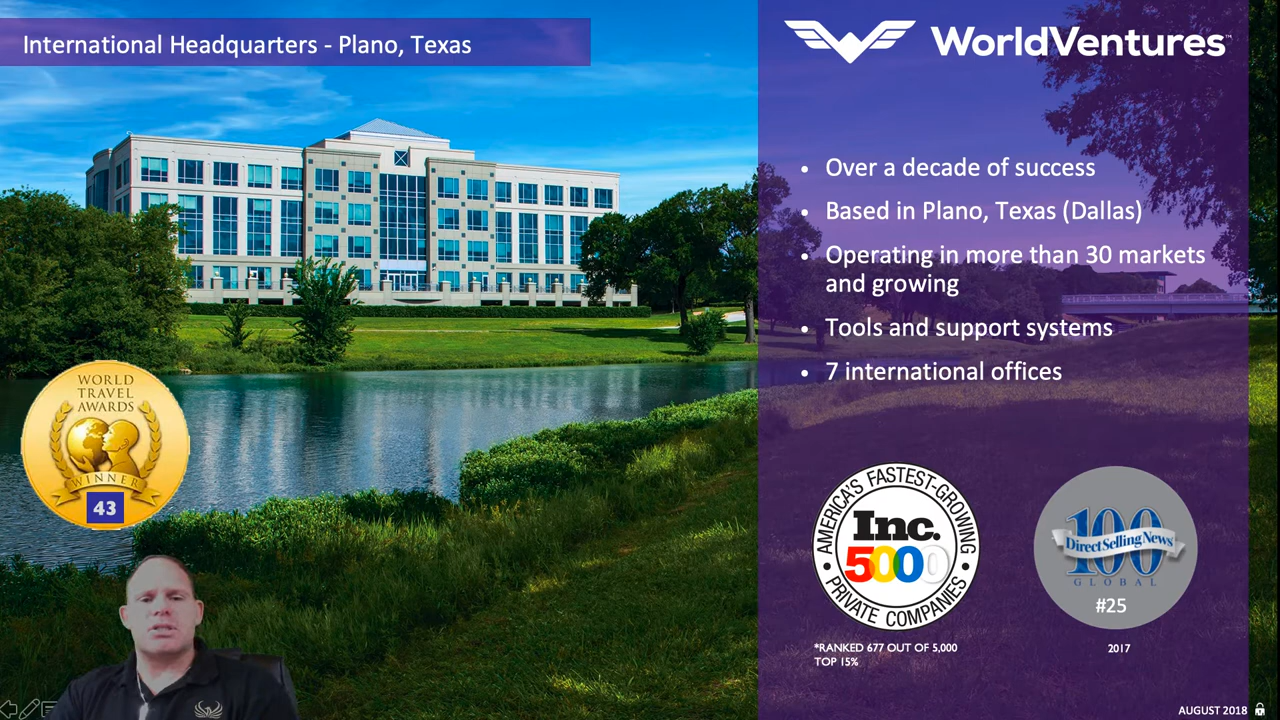 International Headquarters - Plano, Texas
WorldVentures™
• Over a decade of success
• Based in Plano, Texas (Dallas)
• Operating in more than 30 markets
and growing
• Tools and support systems
• 7 international offices
WORLD
TRAVEL
AWARDS
WINNER
43
AMERICA'S FASTEST-GROWING
Inc.
5000
• PRIVATE COMPANIES •
*RANKED 677 OUT OF 5,000
TOP 15%
100
DirectSellingNews
GLOBAL
#25
2017
AUGUST 2018